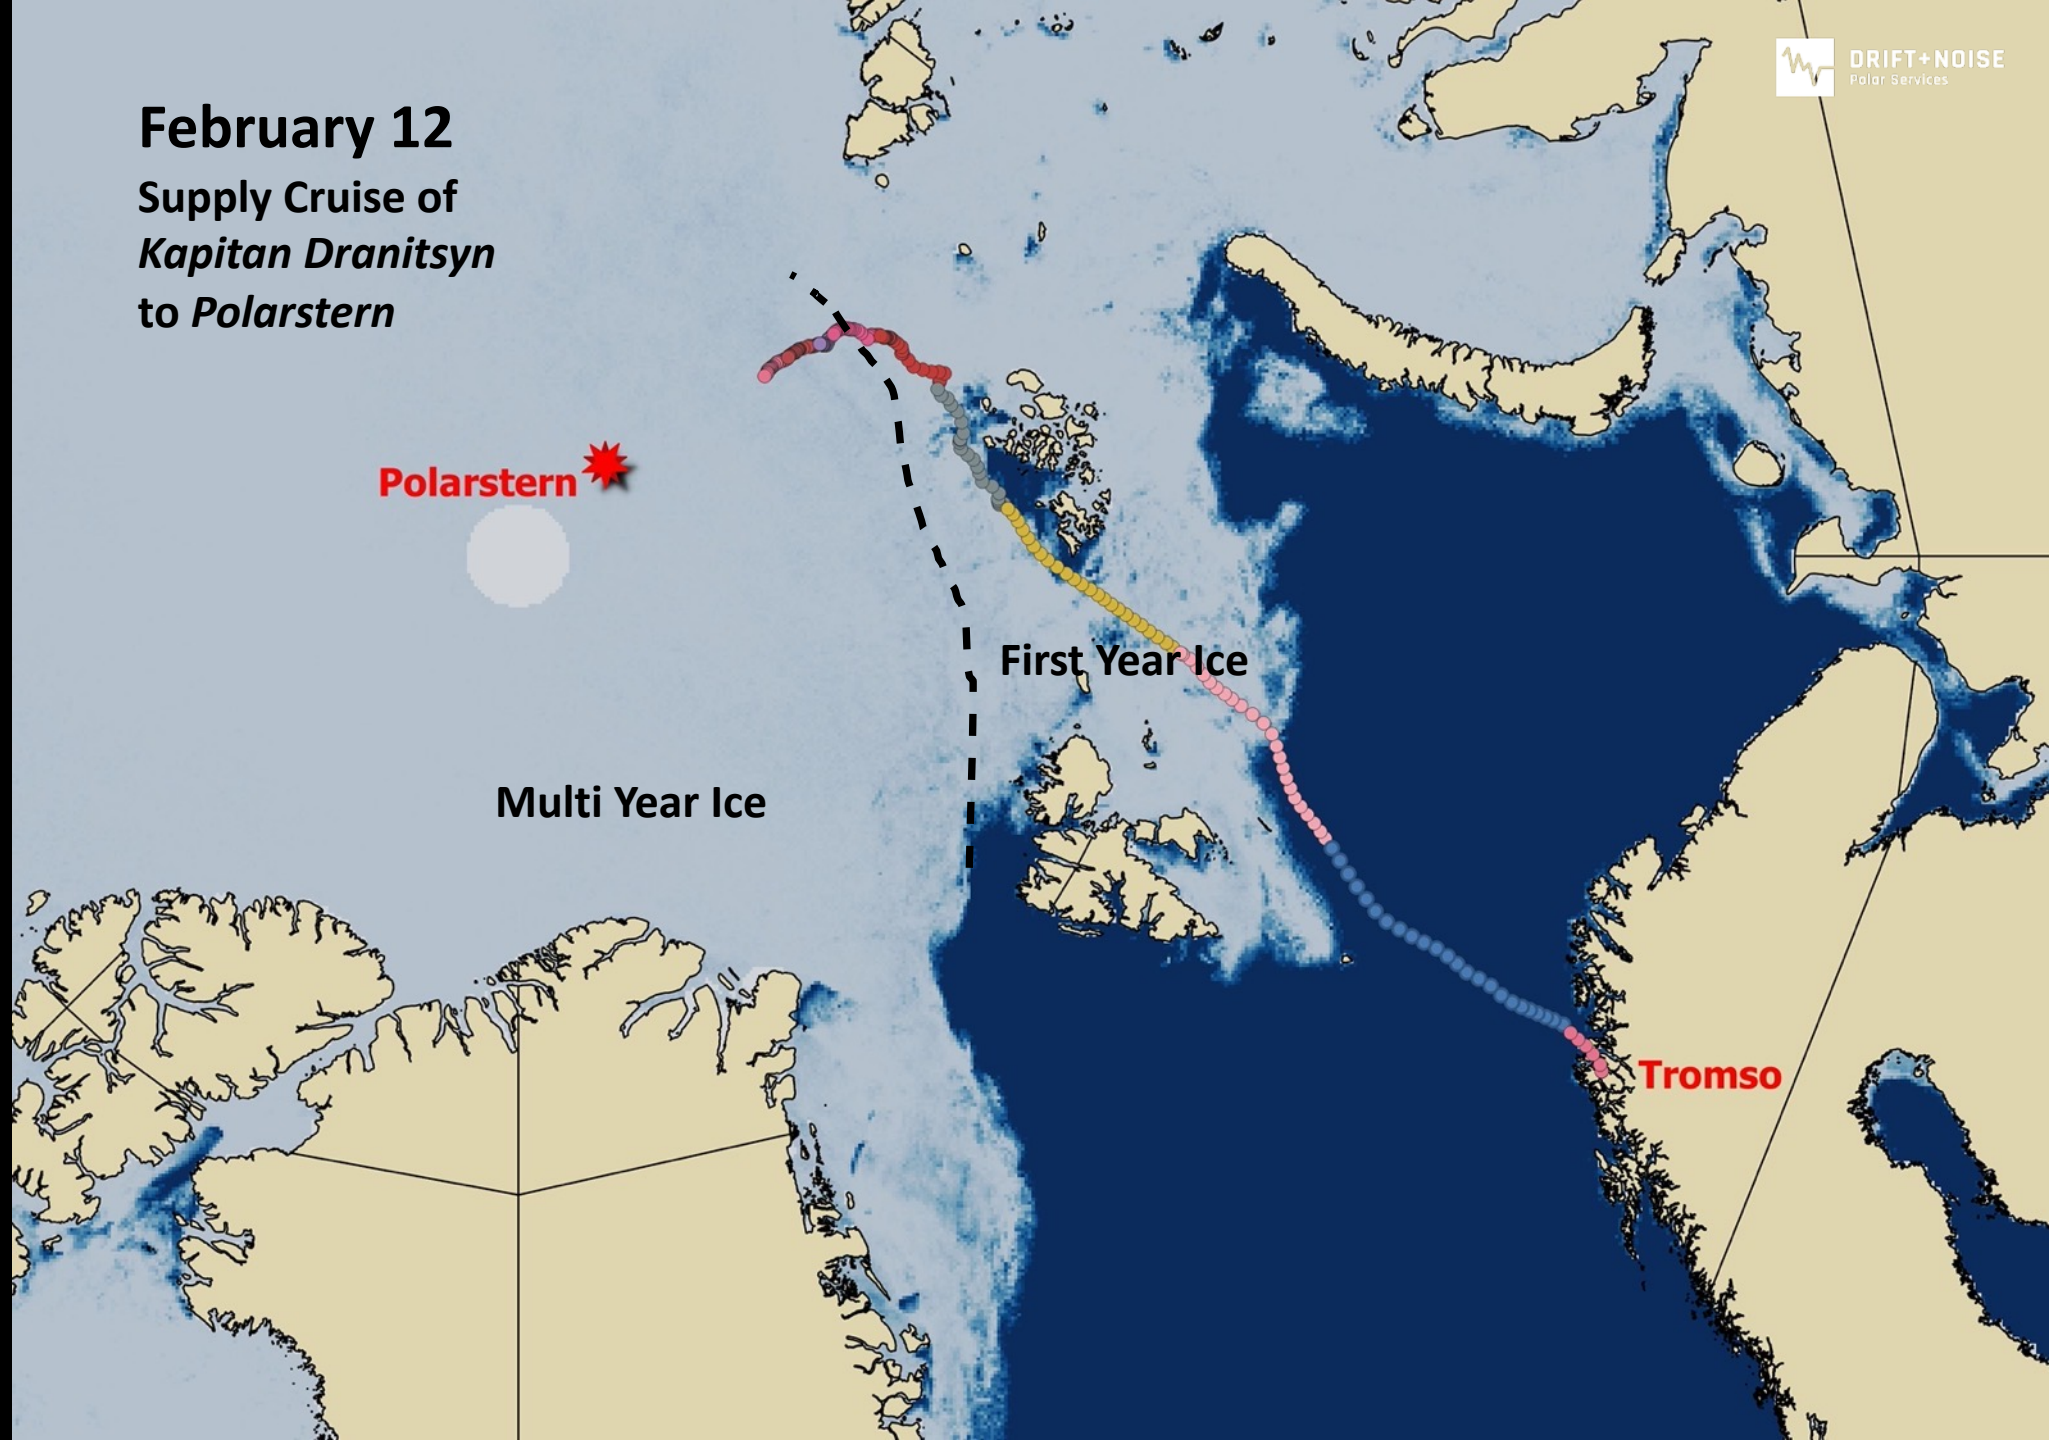 DRIFT+NOISE
Polar Services
February 12
Supply Cruise of
Kapitan Dranitsyn
to Polarstern
Polarstern
First Year Ice
Multi Year Ice
Tromso